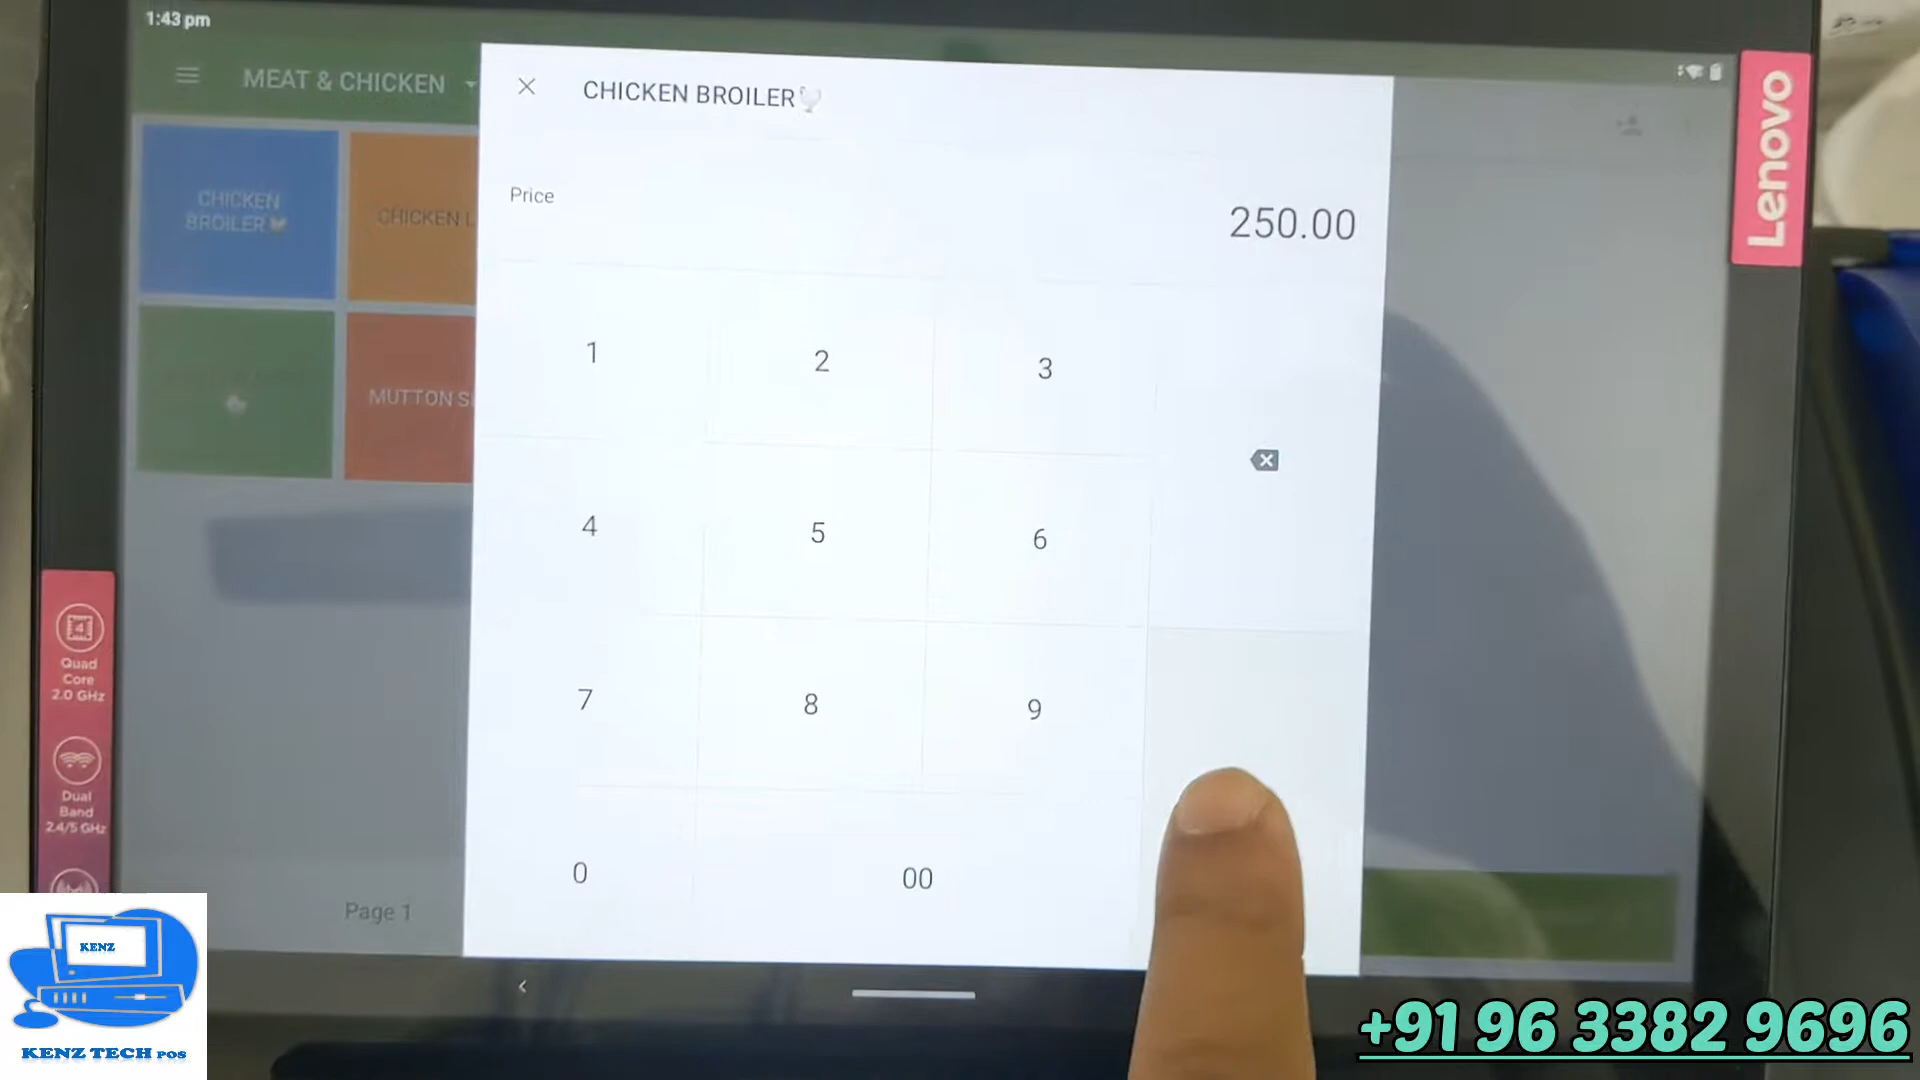 1:43 pm
MEAT & CHICKEN
CHICKEN BROILER
Price
250.00
CHICKEN
BROILER
CHICKEN L
MUTTON S
1
2
3
4
5
6
7
8
9
0
00
Page 1
Lenovo
4
Quad
Core
2.0 GHz
Dual
Band
2.4/5 GHz
KENZ
KENZ TECH POS
+91 96 3382 9696